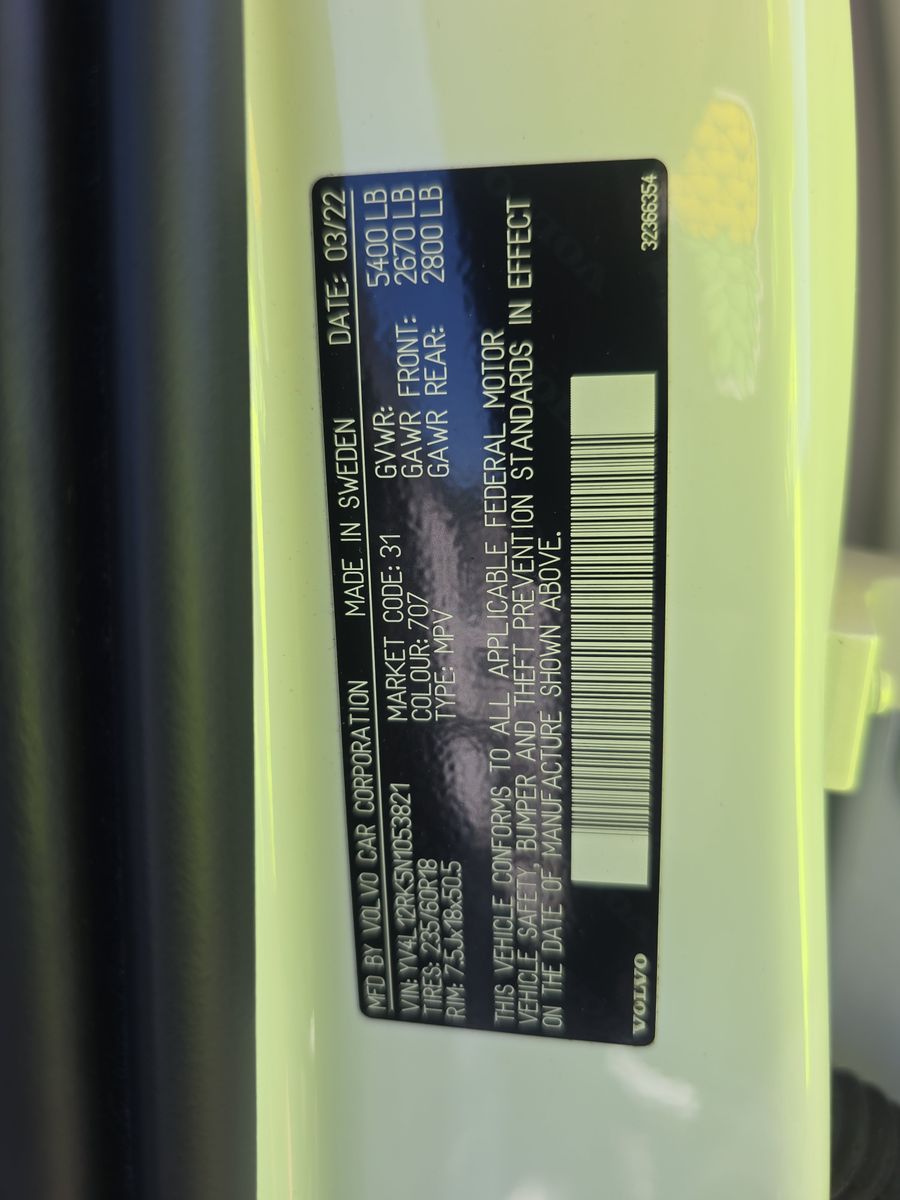 MFD BY VOLVO CAR CORPORATION MADE IN SWEDEN DATE: 03/22
VIN: YV4L12RK5N1053821 MARKET CODE: 31 GVWR: 5400 LB
TIRES: 235/60R18 COLOUR: 707 GAWR FRONT: 2670 LB
RIM: 7.5Jx18x50.5 TYPE: MPV GAWR REAR: 2800 LB
THIS VEHICLE CONFORMS TO ALL APPLICABLE FEDERAL MOTOR
VEHICLE SAFETY, BUMPER AND THEFT PREVENTION STANDARDS IN EFFECT
ON THE DATE OF MANUFACTURE SHOWN ABOVE.
VOLVO 32366354